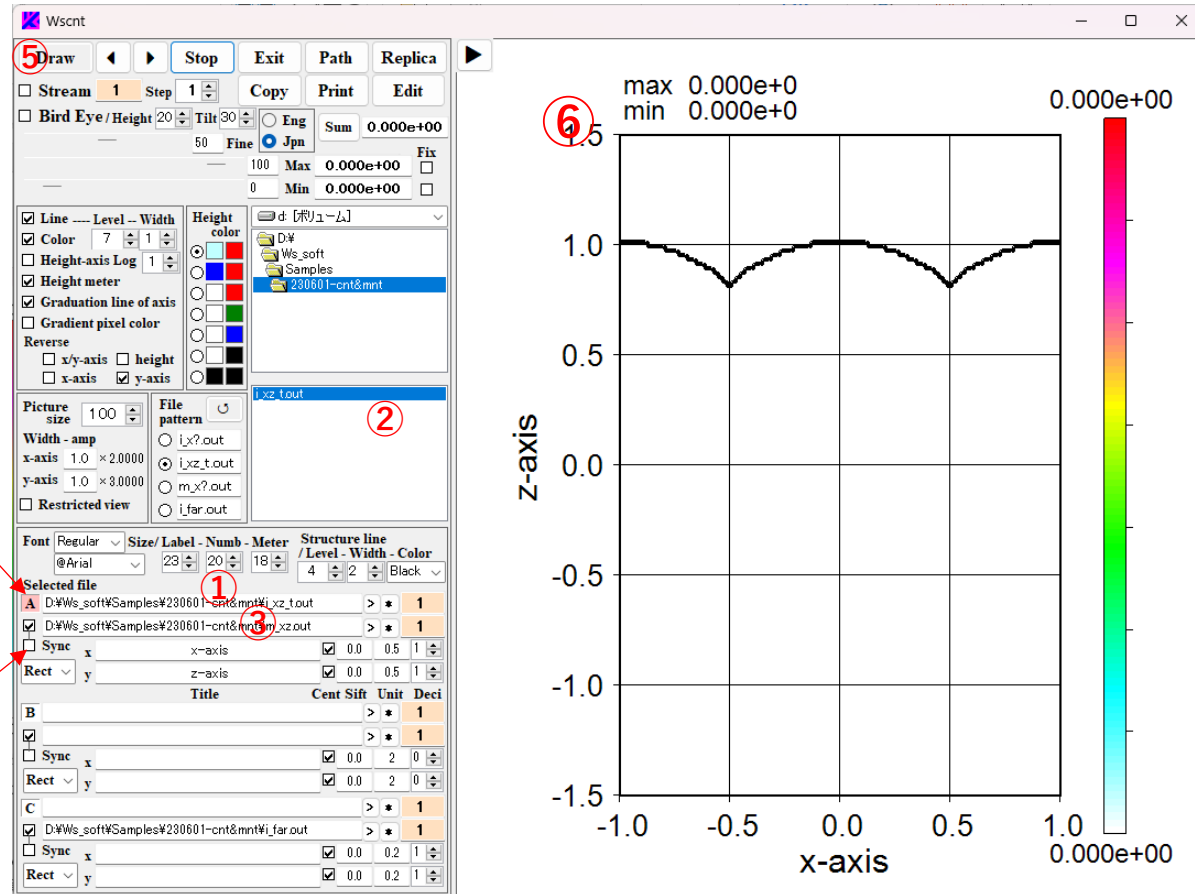 Wscnt
⑤ Draw Stop Exit Path Replica
Stream 1 Step 1 Copy Print Edit
Bird Eye / Height 20 Tilt 30 Eng Sum 0.000e+00
50 Fine Jpn
Fix
100 Max 0.000e+00
0 Min 0.000e+00
Line ---- Level -- Width
Color 7 1
Height-axis Log 1
Height meter
Graduation line of axis
Gradient pixel color
Reverse
x/y-axis height
x-axis y-axis
Height
color
d: [ボリューム]
D:¥
Ws_soft
Samples
230601-cnt&mnt
Picture
size 100
Width - amp
x-axis 1.0 × 2.0000
y-axis 1.0 × 3.0000
Restricted view
File
pattern ↺
i_x?.out
i_xz_t.out
m_x?.out
i_far.out
i_xz_t.out
②
Font Regular Size/ Label - Numb - Meter Structure line
/ Level - Width - Color
@Arial 23 20 18 4 2 Black
Selected file ①
A D:¥Ws_soft¥Samples¥230601-cnt&mnt¥i_xz_t.out > * 1
D:¥Ws_soft¥Samples¥230601-cnt&mnt¥m_xz.out > * 1
③
Sync x x-axis 0.0 0.5 1
Rect y z-axis 0.0 0.5 1
Title Cent Sift Unit Deci
B > * 1
> * 1
Sync x 0.0 2 0
Rect y 0.0 2 0
C > * 1
D:¥Ws_soft¥Samples¥230601-cnt&mnt¥i_far.out > * 1
Sync x 0.0 0.2 1
Rect y 0.0 0.2 1
max 0.000e+0
min 0.000e+0
⑥
0.000e+00
1.5
1.0
0.5
0.0
-0.5
-1.0
-1.5
z-axis
-1.0 -0.5 0.0 0.5 1.0
x-axis
0.000e+00